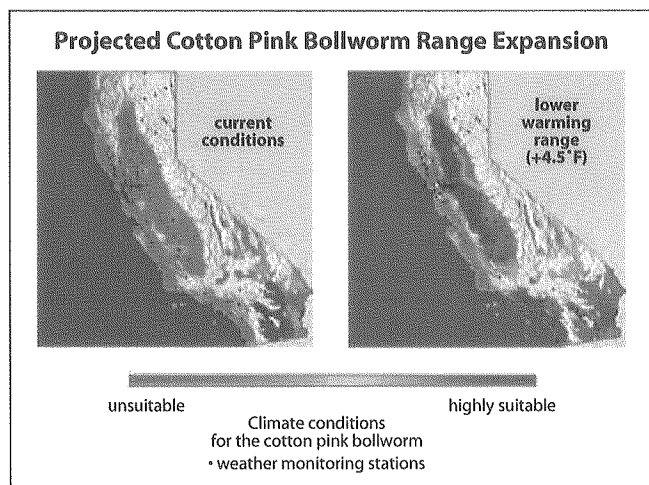 Projected Cotton Pink Bollworm Range Expansion
current
conditions
lower
warming
range
(+4.5˚F)
unsuitable
highly suitable
Climate conditions
for the cotton pink bollworm
• weather monitoring stations